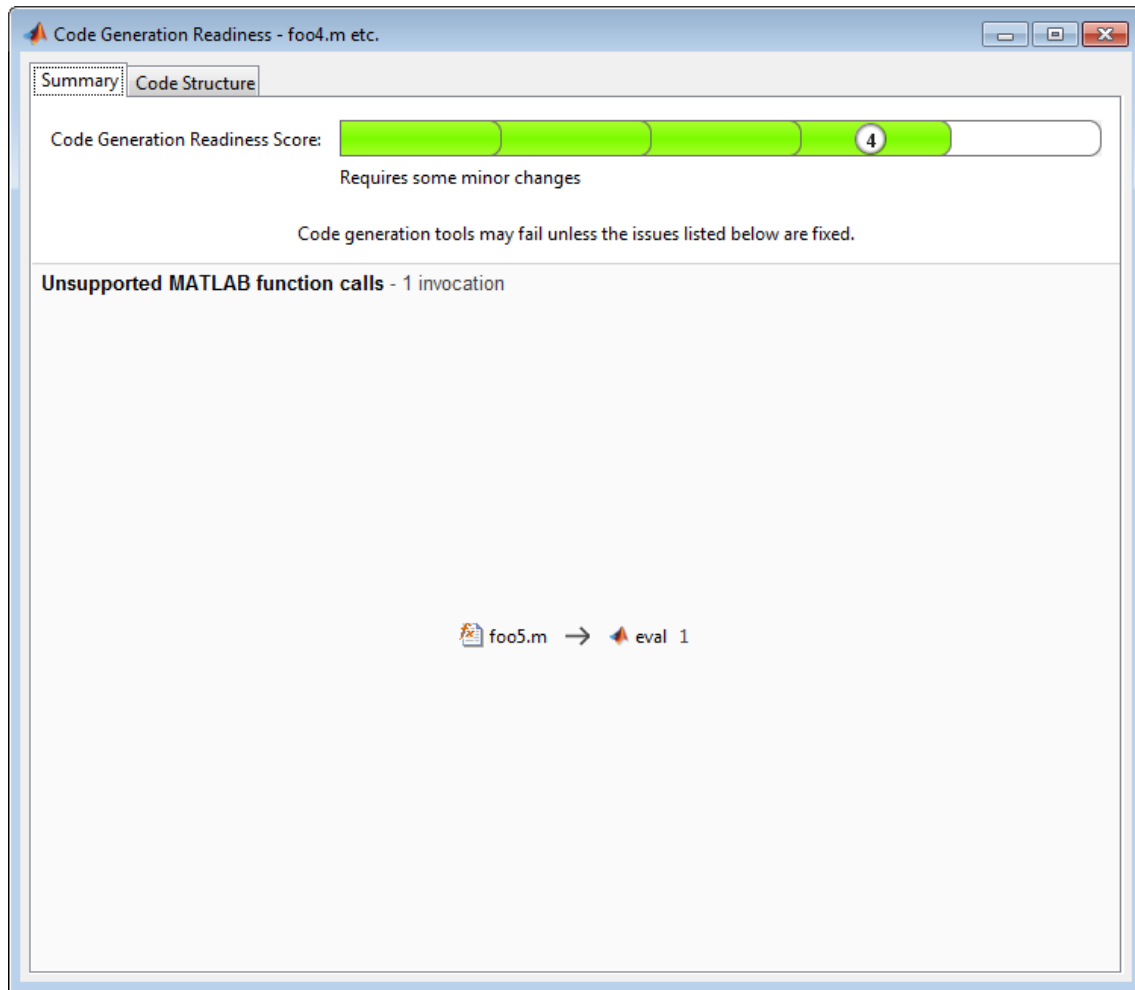 Code Generation Readiness - foo4.m etc.
Summary Code Structure
Code Generation Readiness Score: 4
Requires some minor changes
Code generation tools may fail unless the issues listed below are fixed.
Unsupported MATLAB function calls - 1 invocation
foo5.m → eval 1